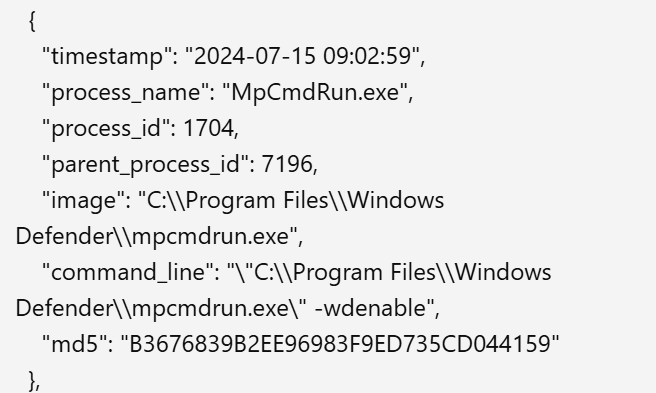 {
"timestamp": "2024-07-15 09:02:59",
"process_name": "MpCmdRun.exe",
"process_id": 1704,
"parent_process_id": 7196,
"image": "C:\\Program Files\\Windows
Defender\\mpcmdrun.exe",
"command_line": "\"C:\\Program Files\\Windows
Defender\\mpcmdrun.exe\" -wdenable",
"md5": "B3676839B2EE96983F9ED735CD044159"
},